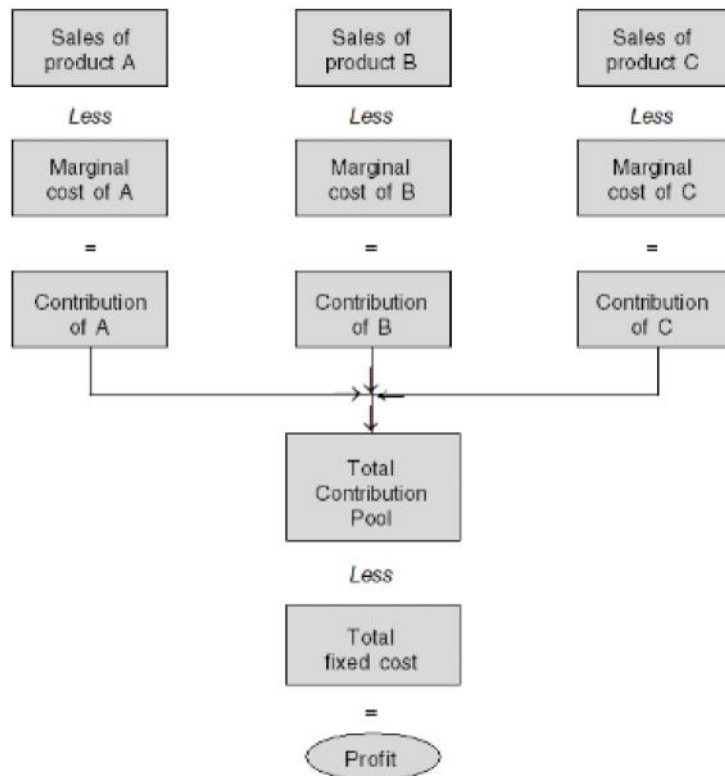 Sales of
product A
Sales of
product B
Sales of
product C
Less
Less
Less
Marginal
cost of A
Marginal
cost of B
Marginal
cost of C
=
=
=
Contribution
of A
Contribution
of B
Contribution
of C
Total
Contribution
Pool
Less
Total
fixed cost
=
Profit